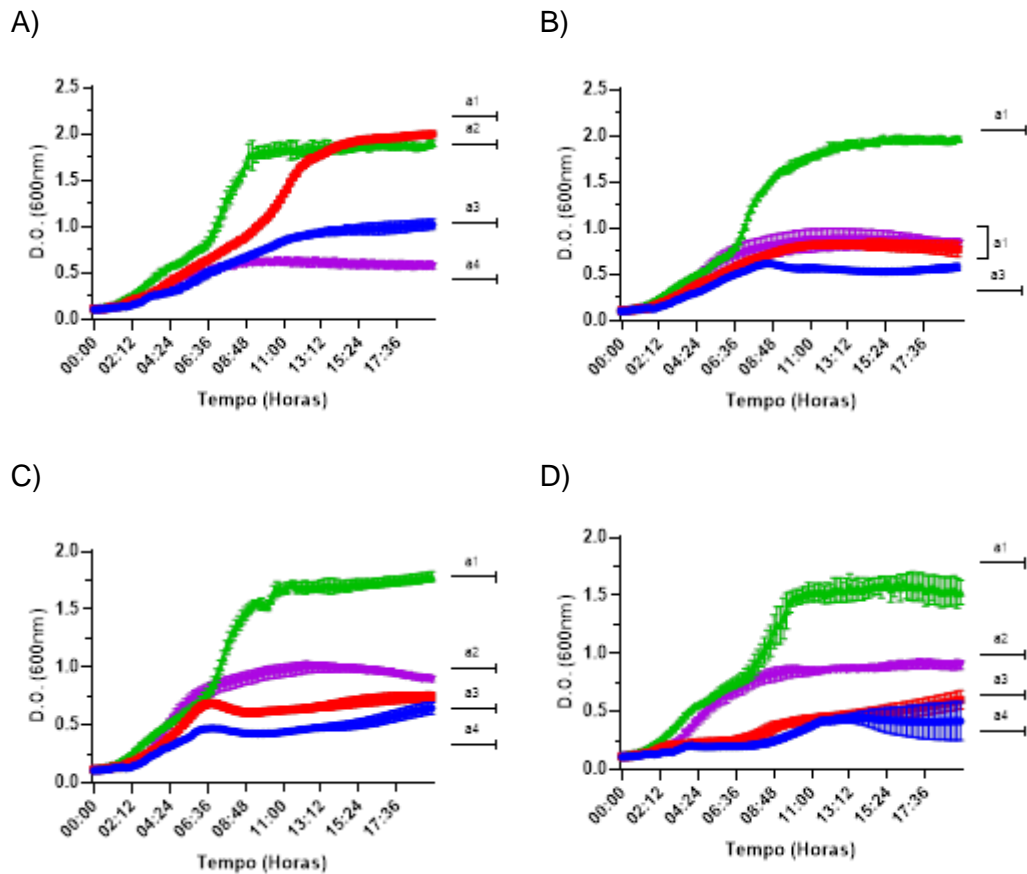 A)
D.O. (600nm)
2.5
2.0
1.5
1.0
0.5
0.0
00:00
02:12
04:24
06:36
08:48
11:00
13:12
15:24
17:36
Tempo (Horas)
a1
a2
a3
a4
B)
D.O. (600nm)
2.5
2.0
1.5
1.0
0.5
0.0
00:00
02:12
04:24
06:36
08:48
11:00
13:12
15:24
17:36
Tempo (Horas)
a1
a1
a3
C)
D.O. (600nm)
2.0
1.5
1.0
0.5
0.0
00:00
02:12
04:24
06:36
08:48
11:00
13:12
15:24
17:36
Tempo (Horas)
a1
a2
a3
a4
D)
D.O. (600nm)
2.0
1.5
1.0
0.5
0.0
00:00
02:12
04:24
06:36
08:48
11:00
13:12
15:24
17:36
Tempo (Horas)
a1
a2
a3
a4